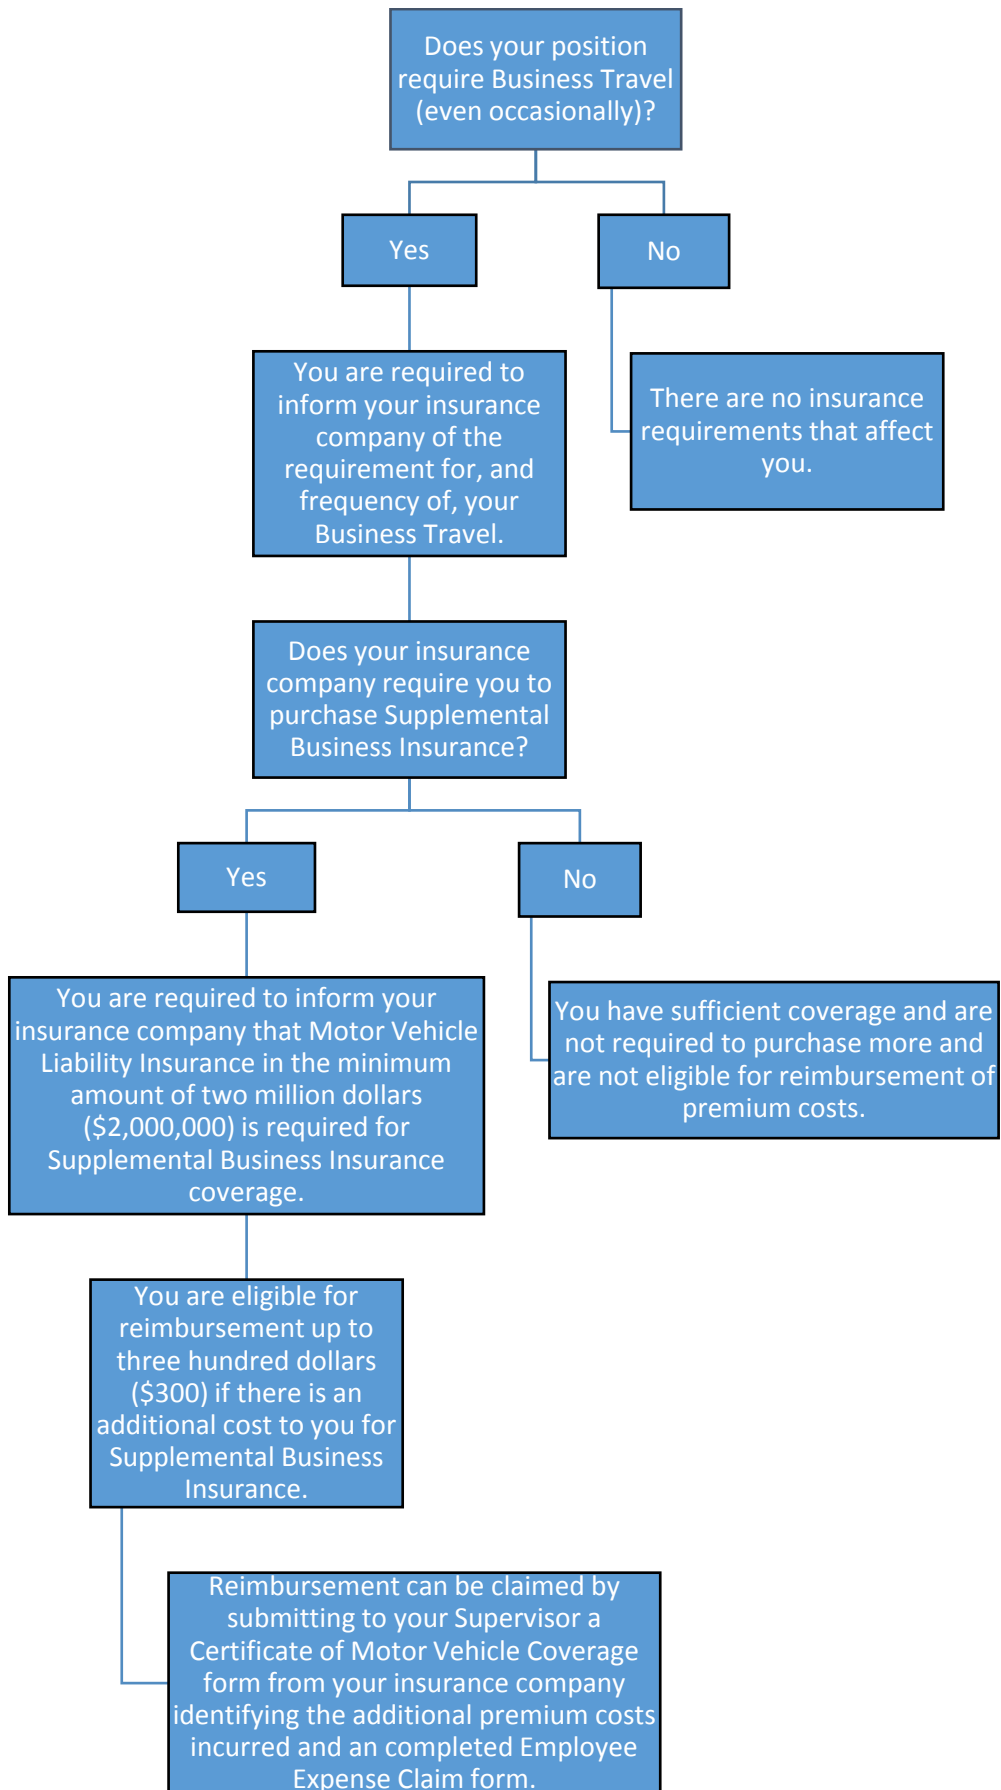 Does your position
require Business Travel
(even occasionally)?
Yes
No
You are required to
inform your insurance
company of the
requirement for, and
frequency of, your
Business Travel.
There are no insurance
requirements that affect
you.
Does your insurance
company require you to
purchase Supplemental
Business Insurance?
Yes
No
You are required to inform your
insurance company that Motor Vehicle
Liability Insurance in the minimum
amount of two million dollars
($2,000,000) is required for
Supplemental Business Insurance
coverage.
You have sufficient coverage and are
not required to purchase more and
are not eligible for reimbursement of
premium costs.
You are eligible for
reimbursement up to
three hundred dollars
($300) if there is an
additional cost to you for
Supplemental Business
Insurance.
Reimbursement can be claimed by
submitting to your Supervisor a
Certificate of Motor Vehicle Coverage
form from your insurance company
identifying the additional premium costs
incurred and an completed Employee
Expense Claim form.